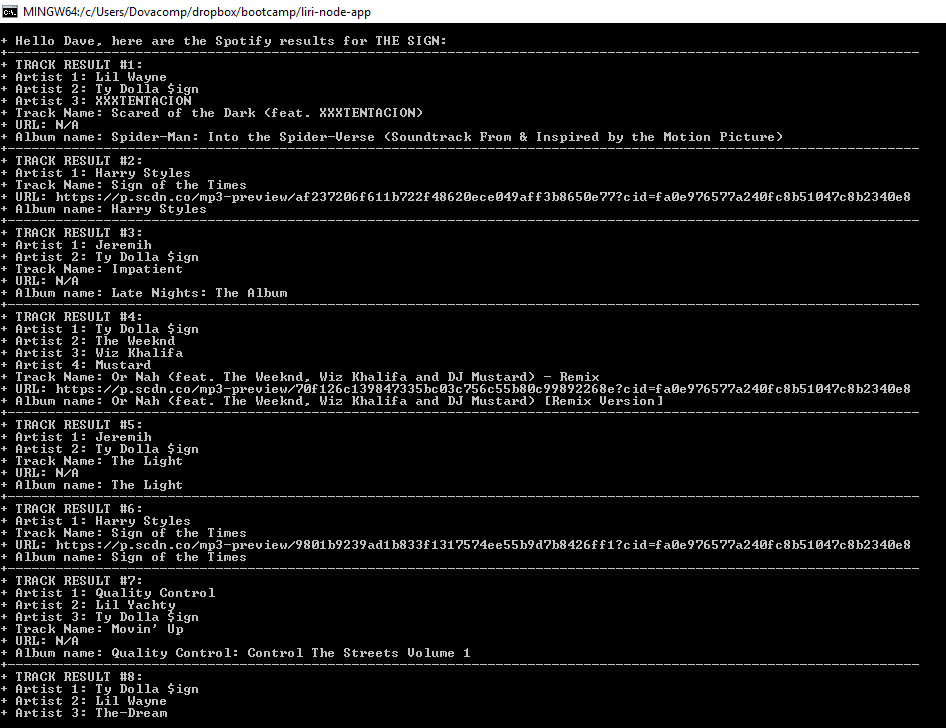 MINGW64:/c/Users/Dovacomp/dropbox/bootcamp/liri-node-app
+ Hello Dave, here are the Spotify results for THE SIGN:
+ TRACK RESULT #1:
+ Artist 1: Lil Wayne
+ Artist 2: Ty Dolla $ign
+ Artist 3: XXXTENTACION
+ Track Name: Scared of the Dark (feat. XXXTENTACION)
+ URL: N/A
+ Album name: Spider-Man: Into the Spider-Verse (Soundtrack From & Inspired by the Motion Picture)
+ TRACK RESULT #2:
+ Artist 1: Harry Styles
+ Track Name: Sign of the Times
+ URL: https://p.scdn.co/mp3-preview/af237206f611b722f48620ece049aff3b8650e77?cid=fa0e976577a240fc8b51047c8b2340e8
+ Album name: Harry Styles
+ TRACK RESULT #3:
+ Artist 1: Jeremih
+ Artist 2: Ty Dolla $ign
+ Track Name: Impatient
+ URL: N/A
+ Album name: Late Nights: The Album
+ TRACK RESULT #4:
+ Artist 1: Ty Dolla $ign
+ Artist 2: The Weeknd
+ Artist 3: Wiz Khalifa
+ Artist 4: Mustard
+ Track Name: Or Nah (feat. The Weeknd, Wiz Khalifa and DJ Mustard) - Remix
+ URL: https://p.scdn.co/mp3-preview/70f126c139847335bc03c756c55b80c99892268e?cid=fa0e976577a240fc8b51047c8b2340e8
+ Album name: Or Nah (feat. The Weeknd, Wiz Khalifa and DJ Mustard) [Remix Version]
+ TRACK RESULT #5:
+ Artist 1: Jeremih
+ Artist 2: Ty Dolla $ign
+ Track Name: The Light
+ URL: N/A
+ Album name: The Light
+ TRACK RESULT #6:
+ Artist 1: Harry Styles
+ Track Name: Sign of the Times
+ URL: https://p.scdn.co/mp3-preview/9801b9239ad1b833f1317574ee55b9d7b8426ff1?cid=fa0e976577a240fc8b51047c8b2340e8
+ Album name: Sign of the Times
+ TRACK RESULT #7:
+ Artist 1: Quality Control
+ Artist 2: Lil Yachty
+ Artist 3: Ty Dolla $ign
+ Track Name: Movin' Up
+ URL: N/A
+ Album name: Quality Control: Control The Streets Volume 1
+ TRACK RESULT #8:
+ Artist 1: Ty Dolla $ign
+ Artist 2: Lil Wayne
+ Artist 3: The-Dream